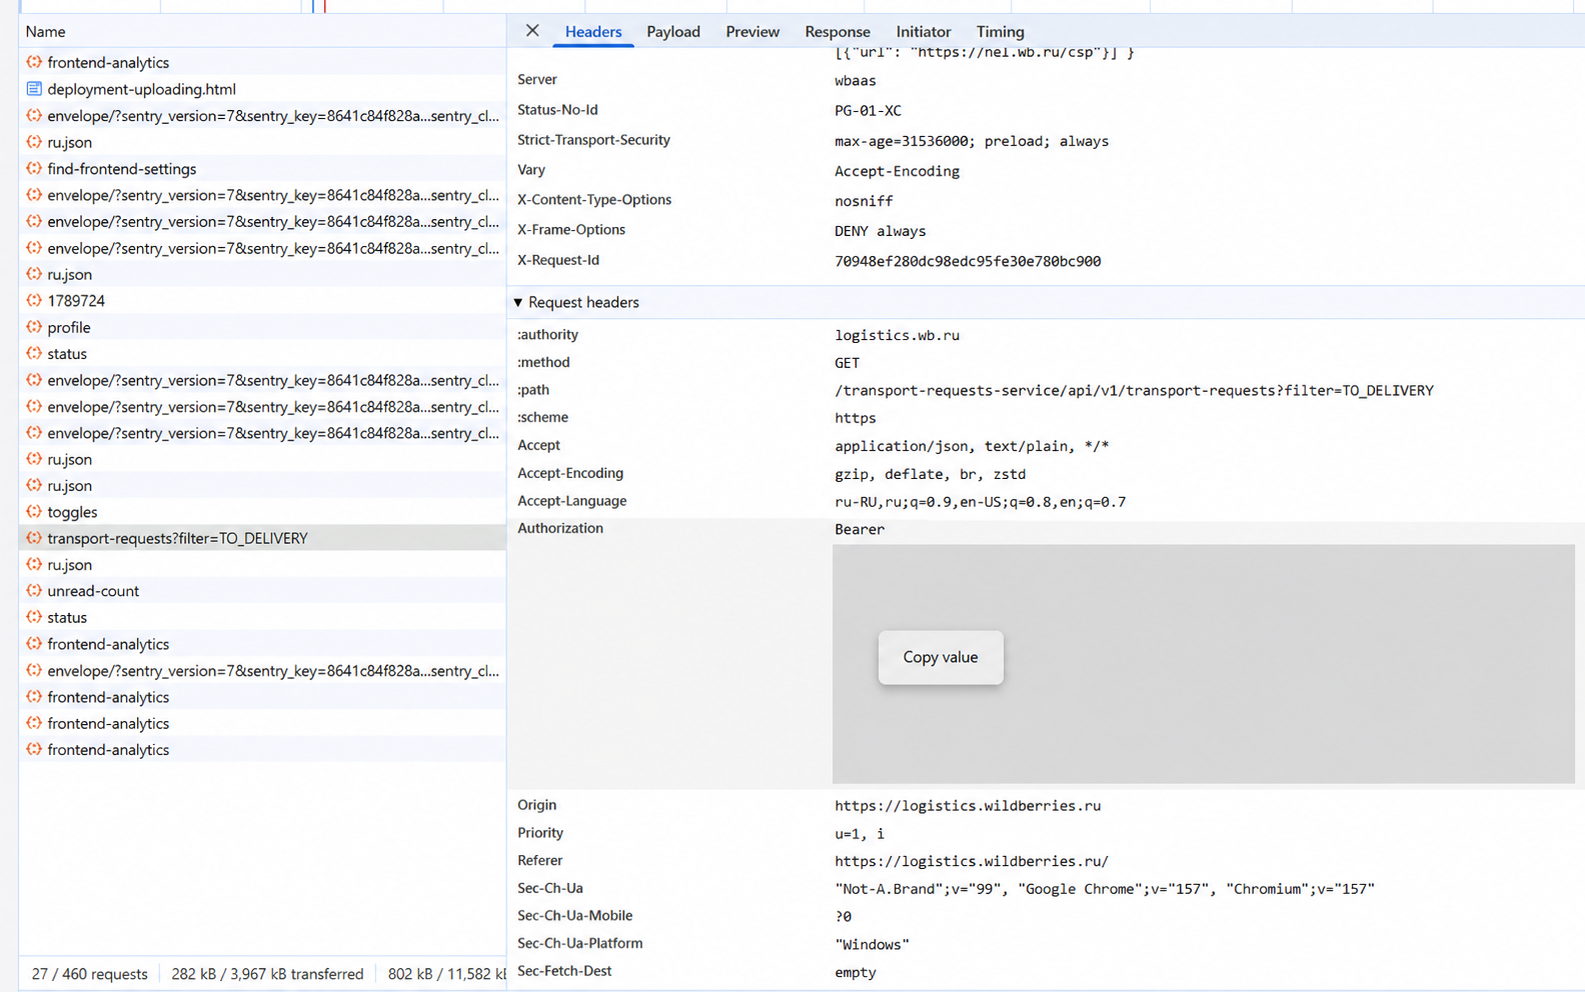 Name
frontend-analytics
deployment-uploading.html
envelope/?sentry_version=7&sentry_key=8641c84f828a...sentry_cl...
ru.json
find-frontend-settings
envelope/?sentry_version=7&sentry_key=8641c84f828a...sentry_cl...
envelope/?sentry_version=7&sentry_key=8641c84f828a...sentry_cl...
envelope/?sentry_version=7&sentry_key=8641c84f828a...sentry_cl...
ru.json
1789724
profile
status
envelope/?sentry_version=7&sentry_key=8641c84f828a...sentry_cl...
envelope/?sentry_version=7&sentry_key=8641c84f828a...sentry_cl...
envelope/?sentry_version=7&sentry_key=8641c84f828a...sentry_cl...
ru.json
ru.json
toggles
transport-requests?filter=TO_DELIVERY
ru.json
unread-count
status
frontend-analytics
envelope/?sentry_version=7&sentry_key=8641c84f828a...sentry_cl...
frontend-analytics
frontend-analytics
frontend-analytics
27 / 460 requests 282 kB / 3,967 kB transferred 802 kB / 11,582 kB
Headers Payload Preview Response Initiator Timing
[{"url": "https://nel.wb.ru/csp"}] }
Server wbaas
Status-No-Id PG-01-XC
Strict-Transport-Security max-age=31536000; preload; always
Vary Accept-Encoding
X-Content-Type-Options nosniff
X-Frame-Options DENY always
X-Request-Id 70948ef280dc98edc95fe30e780bc900
Request headers
:authority logistics.wb.ru
:method GET
:path /transport-requests-service/api/v1/transport-requests?filter=TO_DELIVERY
:scheme https
Accept application/json, text/plain, */*
Accept-Encoding gzip, deflate, br, zstd
Accept-Language ru-RU,ru;q=0.9,en-US;q=0.8,en;q=0.7
Authorization Bearer
Copy value
Origin https://logistics.wildberries.ru
Priority u=1, i
Referer https://logistics.wildberries.ru/
Sec-Ch-Ua "Not-A.Brand";v="99", "Google Chrome";v="157", "Chromium";v="157"
Sec-Ch-Ua-Mobile ?0
Sec-Ch-Ua-Platform "Windows"
Sec-Fetch-Dest empty